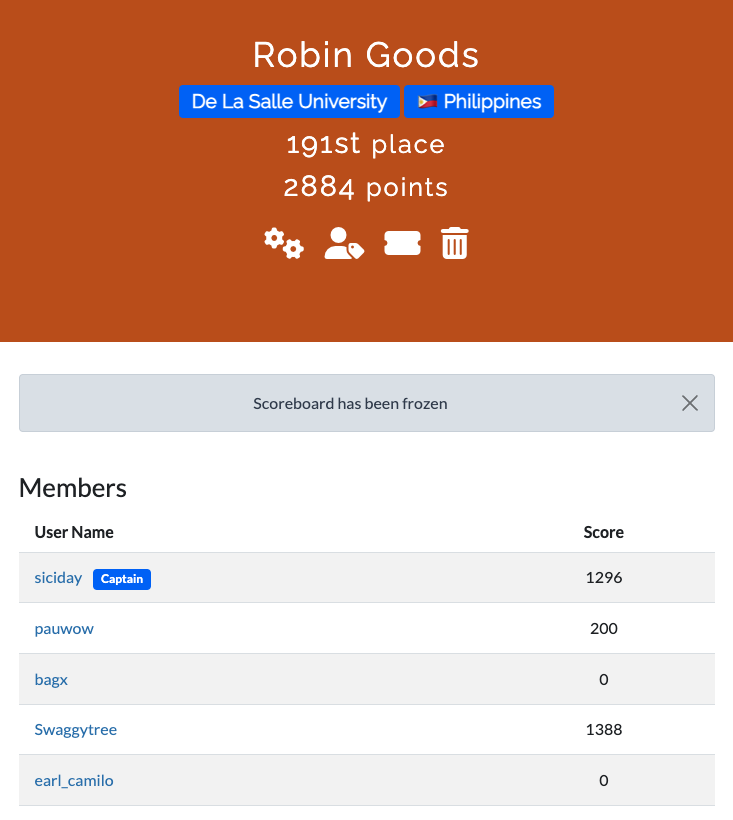 Robin Goods
De La Salle University 🇵🇭 Philippines
191st place
2884 points
Scoreboard has been frozen
Members
User Name Score
siciday Captain 1296
pauwow 200
bagx 0
Swaggytree 1388
earl_camilo 0